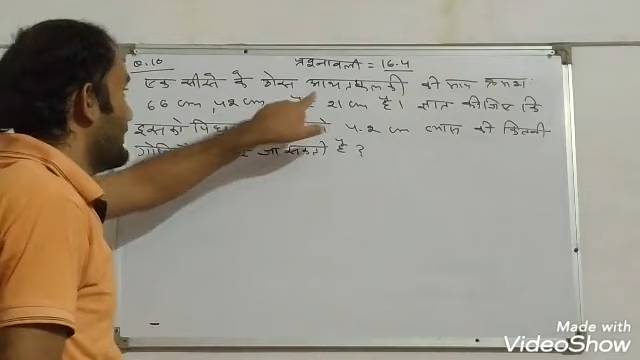 Q.10 प्रश्नावली = 16.4
एक सीसे के ठोस आयतफलकी की माप क्रमशः
66 cm, 42 cm 21 cm है। ज्ञात कीजिए कि
इसको 4.2 cm व्यास की कितनी
जा सकती है ?
Made with
VideoShow